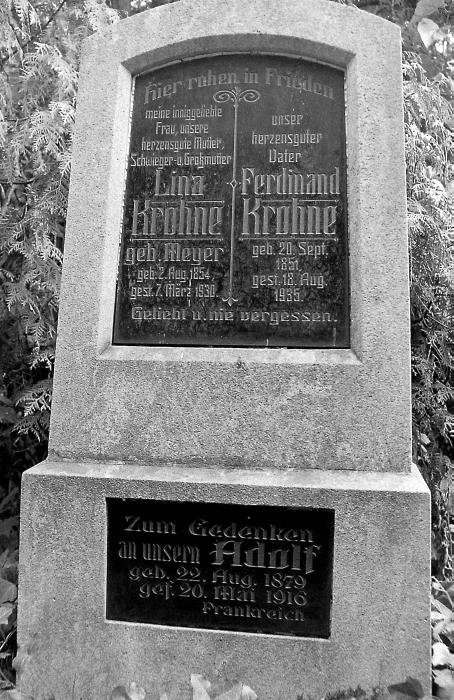 Hier ruhen in Frieden
meine inniggeliebte
Frau, unsere
herzensgute Mutter,
Schwieger-u. Großmutter
Lina
Krohne
geb. Meyer
geb. 2. Aug. 1854
gest. 7. März 1930
unser
herzensguter
Vater
Ferdinand
Krohne
geb. 20. Sept.
1851,
gest. 18. Aug.
1935.
Geliebt u. nie vergessen.
Zum Gedenken
an unsern Adolf
geb. 22. Aug. 1879
gef. 20. Mai 1916
Frankreich